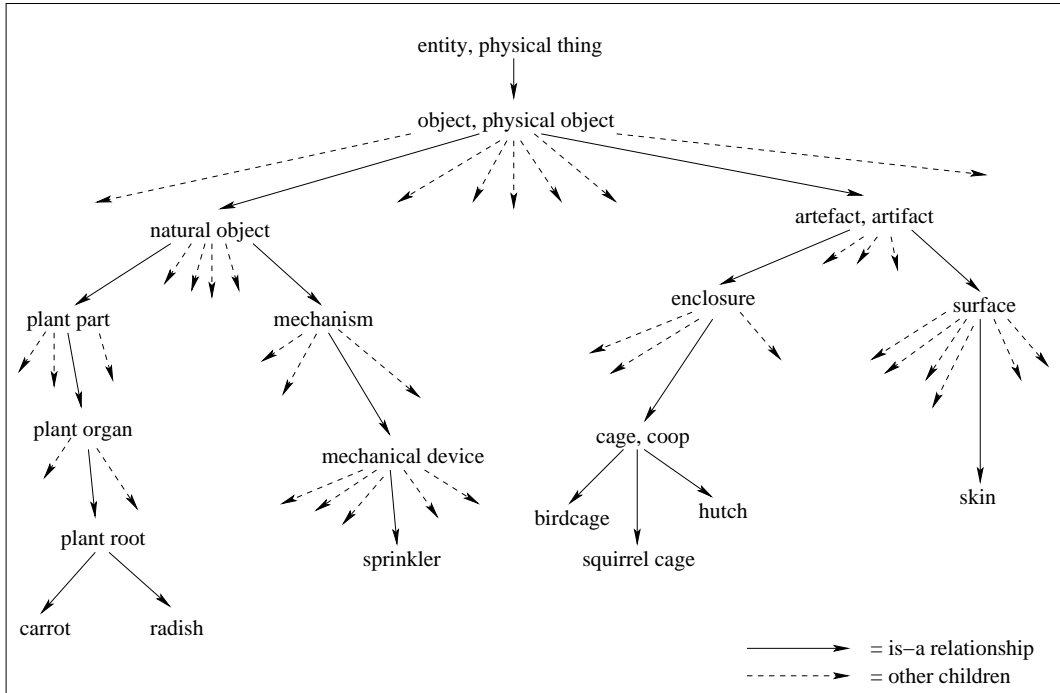 entity, physical thing
object, physical object
natural object
artefact, artifact
plant part
mechanism
enclosure
surface
plant organ
mechanical device
cage, coop
skin
birdcage
hutch
plant root
sprinkler
squirrel cage
carrot
radish
= is-a relationship
= other children